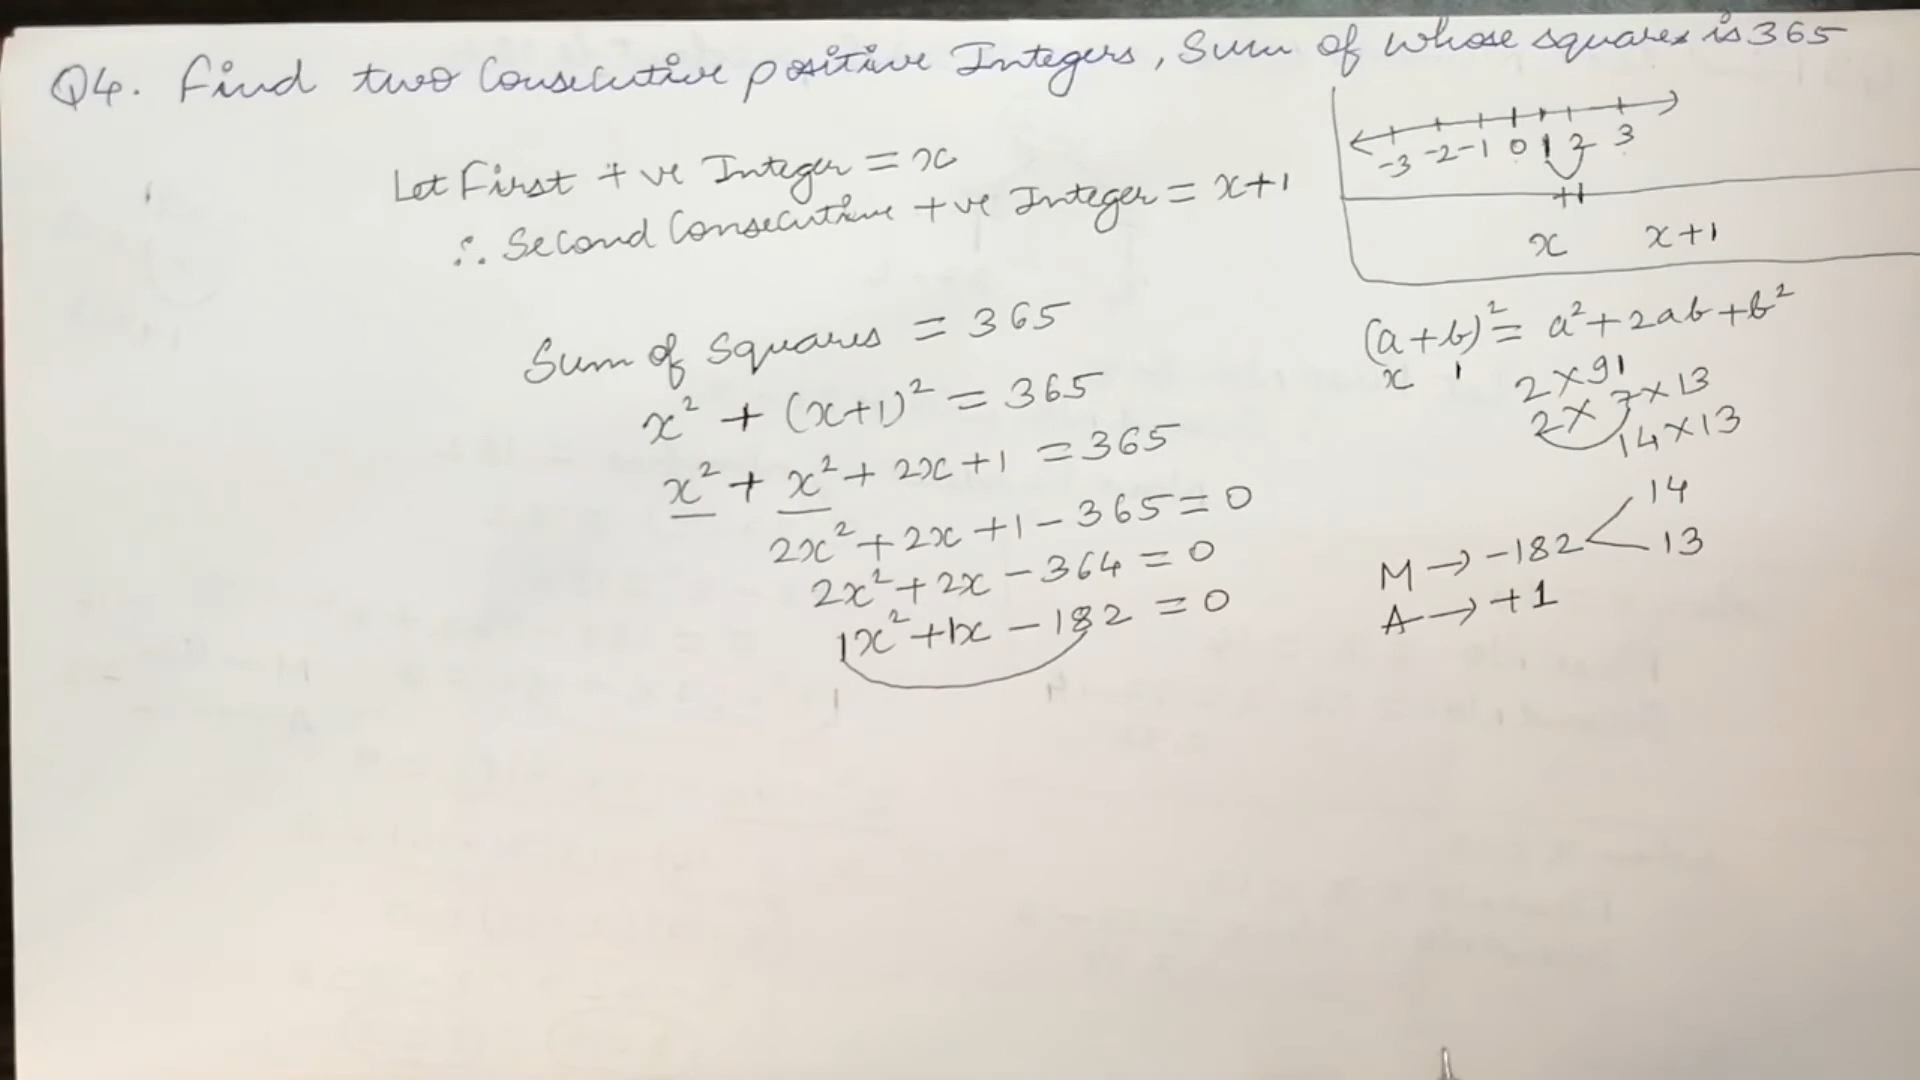 Q4. Find two Consecutive positive Integers, Sum of whose squares is 365
Let First +ve Integer = x
∴ Second Consecutive +ve Integer = x+1
Sum of Squares = 365
x² + (x+1)² = 365
x² + x² + 2x + 1 = 365
2x² + 2x + 1 - 365 = 0
2x² + 2x - 364 = 0
1x² + 1x - 182 = 0
-3 -2 -1 0 1 2 3
+1
x x+1
(a+b)² = a² + 2ab + b²
x 1
2×91
2×7×13
14×13
M → -182
14
13
A → +1